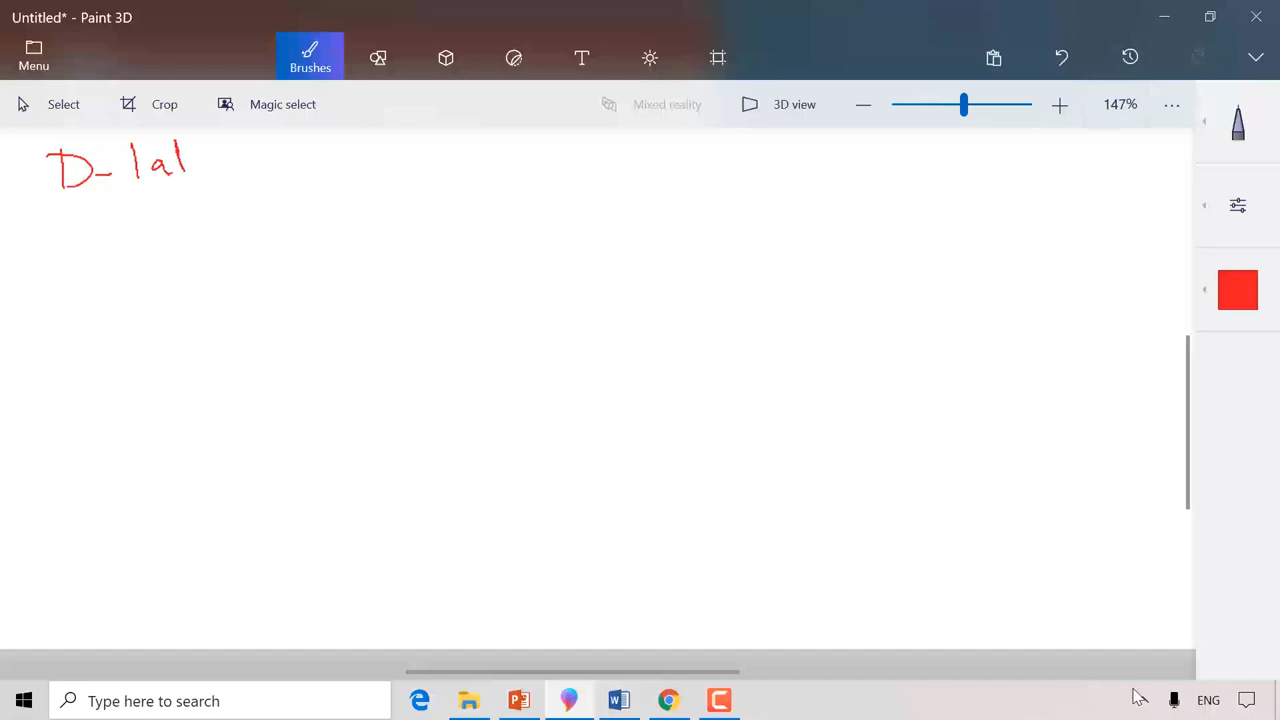 Untitled* - Paint 3D
Menu
Brushes
Select
Crop
Magic select
Mixed reality
3D view
147%
D- lal
Type here to search
ENG